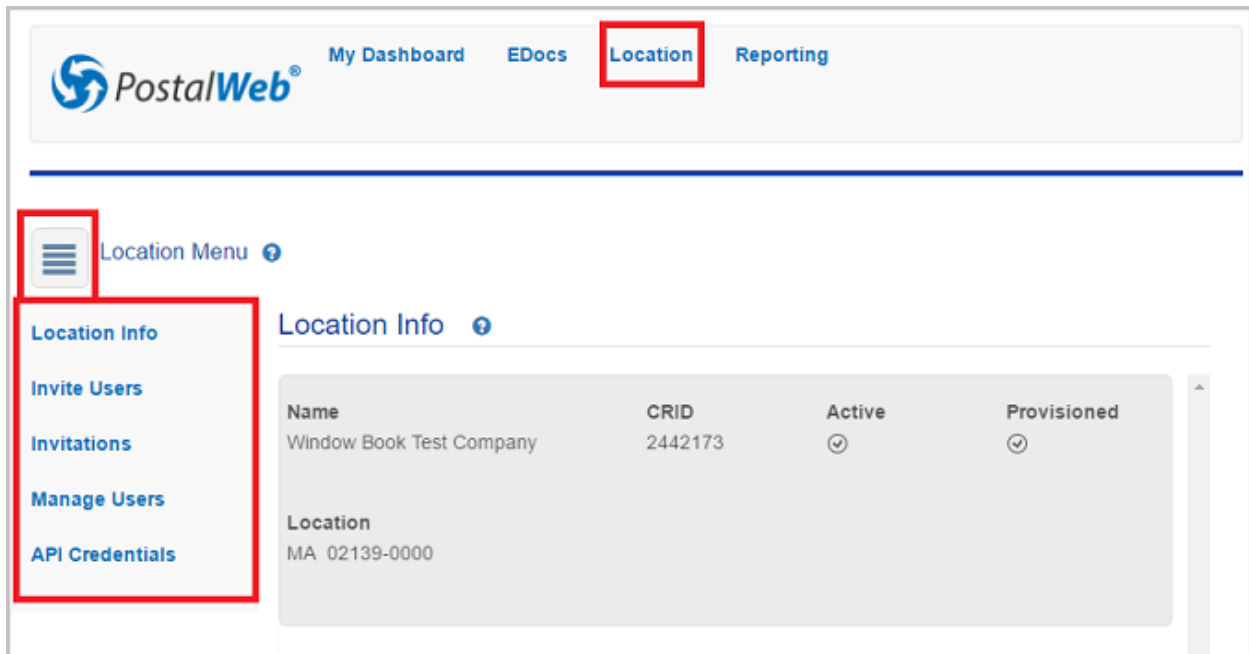 PostalWeb®
My Dashboard EDocs Location Reporting
Location Menu
Location Info
Invite Users
Invitations
Manage Users
API Credentials
Location Info
Name CRID Active Provisioned
Window Book Test Company 2442173
Location
MA 02139-0000